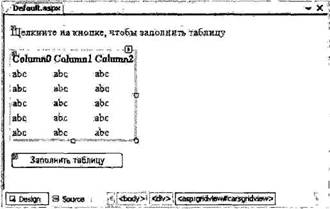 Default.aspx
Щелкните на кнопке, чтобы заполнить таблицу
Column0 Column1 Column2
abc abc abc
abc abc abc
abc abc abc
abc abc abc
abc abc abc
Заполнить таблицу
Design Source <body> <div> <asp:gridview#carsgridview>